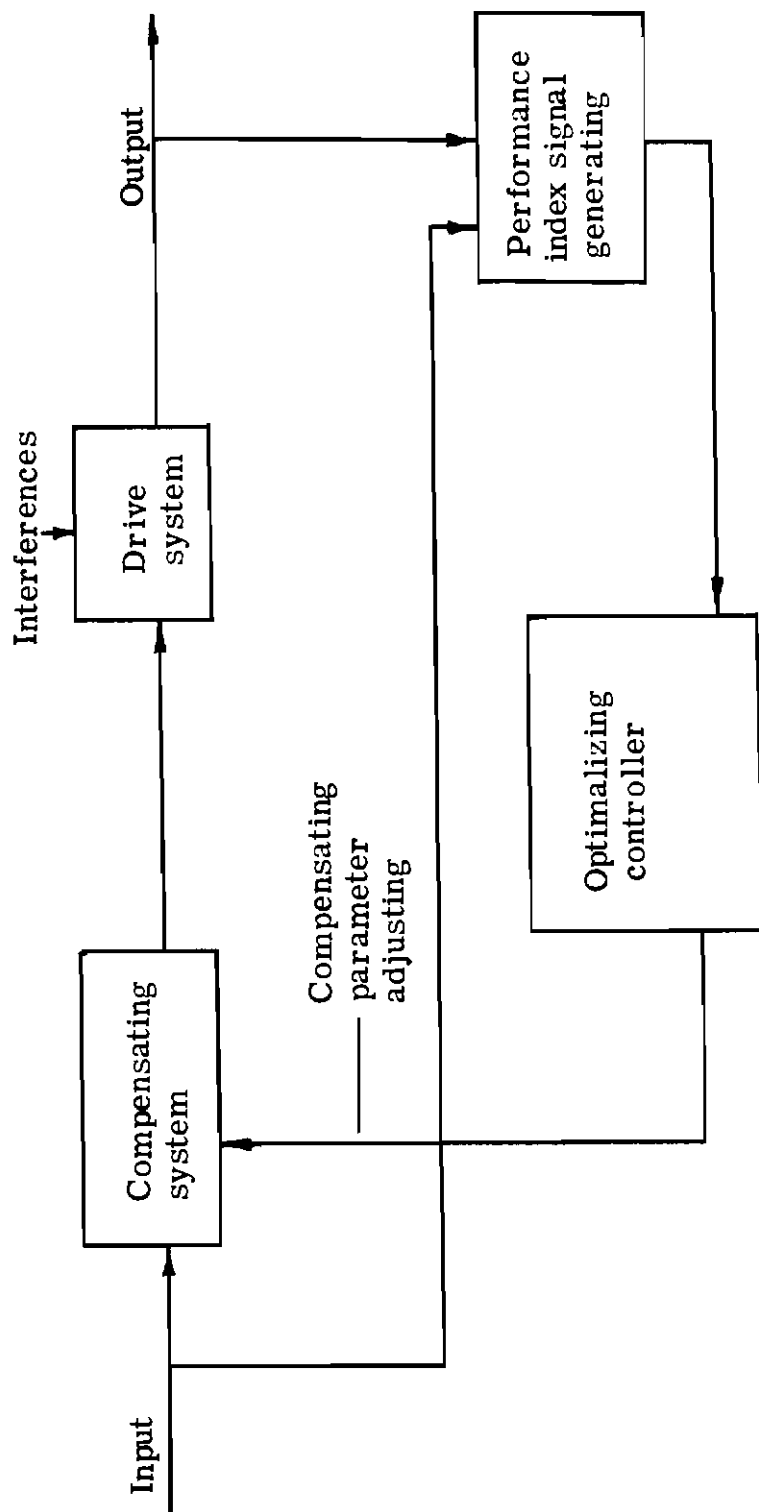 Input
Compensating
system
Interferences
Drive
system
Output
Compensating
parameter
adjusting
Optimalizing
controller
Performance
index signal
generating